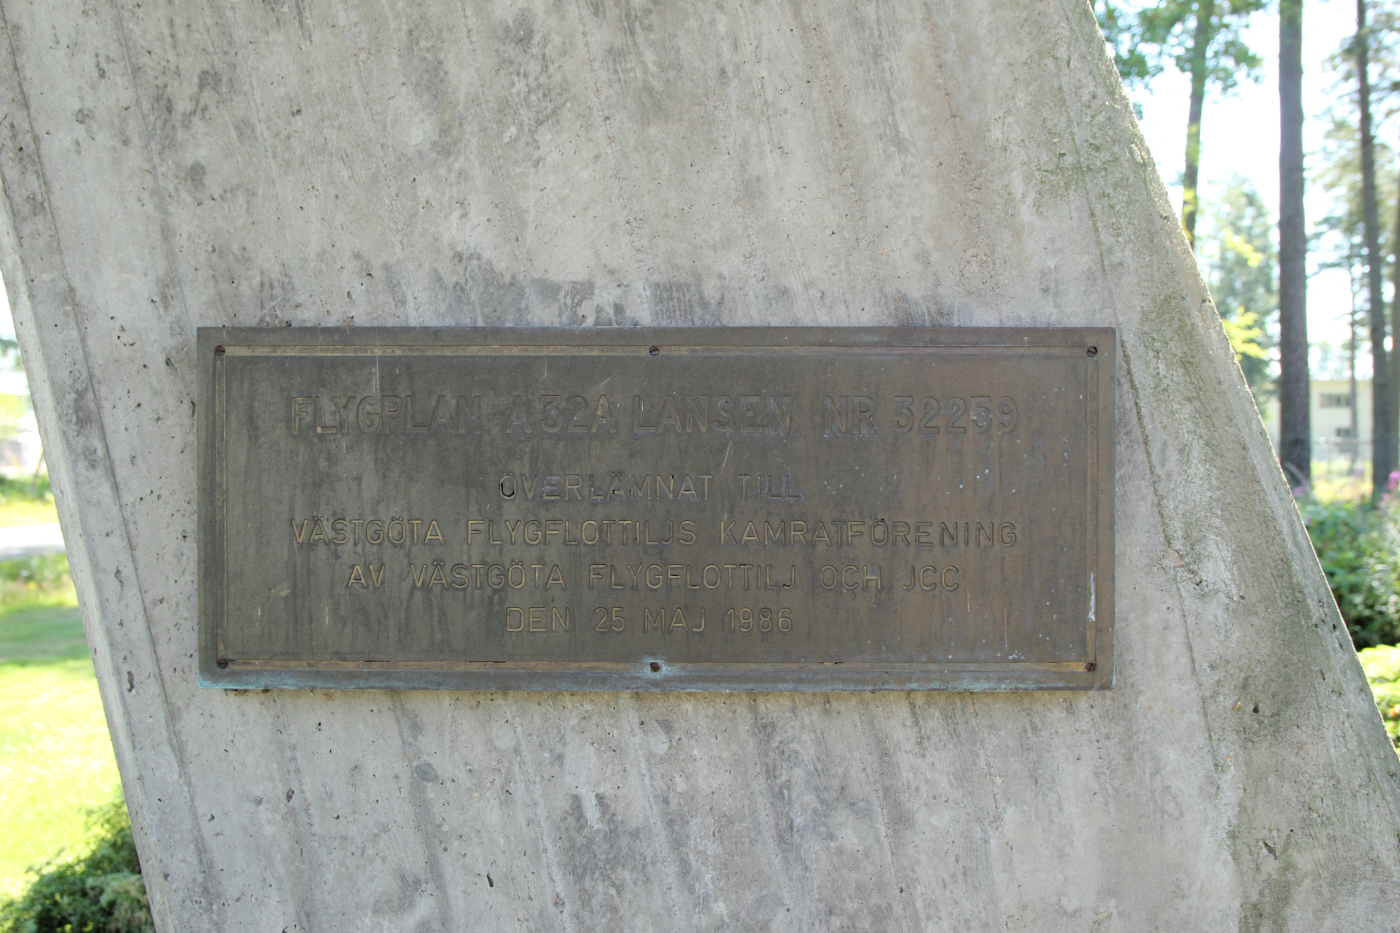 FLYGPLAN A32A LANSEN NR 32259
ÖVERLÄMNAT TILL
VÄSTGÖTA FLYGFLOTTILJS KAMRATFÖRENING
AV VÄSTGÖTA FLYGFLOTTILJ OCH JCC
DEN 25 MAJ 1986